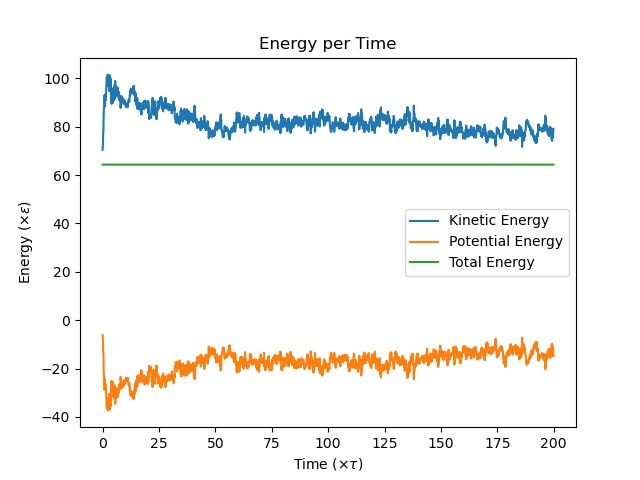 Energy per Time
100
80
60
40
20
0
−20
−40
Energy (×ε)
Kinetic Energy
Potential Energy
Total Energy
0 25 50 75 100 125 150 175 200
Time (×τ)